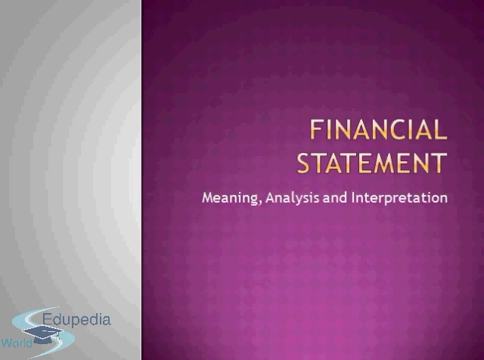 FINANCIAL
STATEMENT
Meaning, Analysis and Interpretation
Edupedia
World